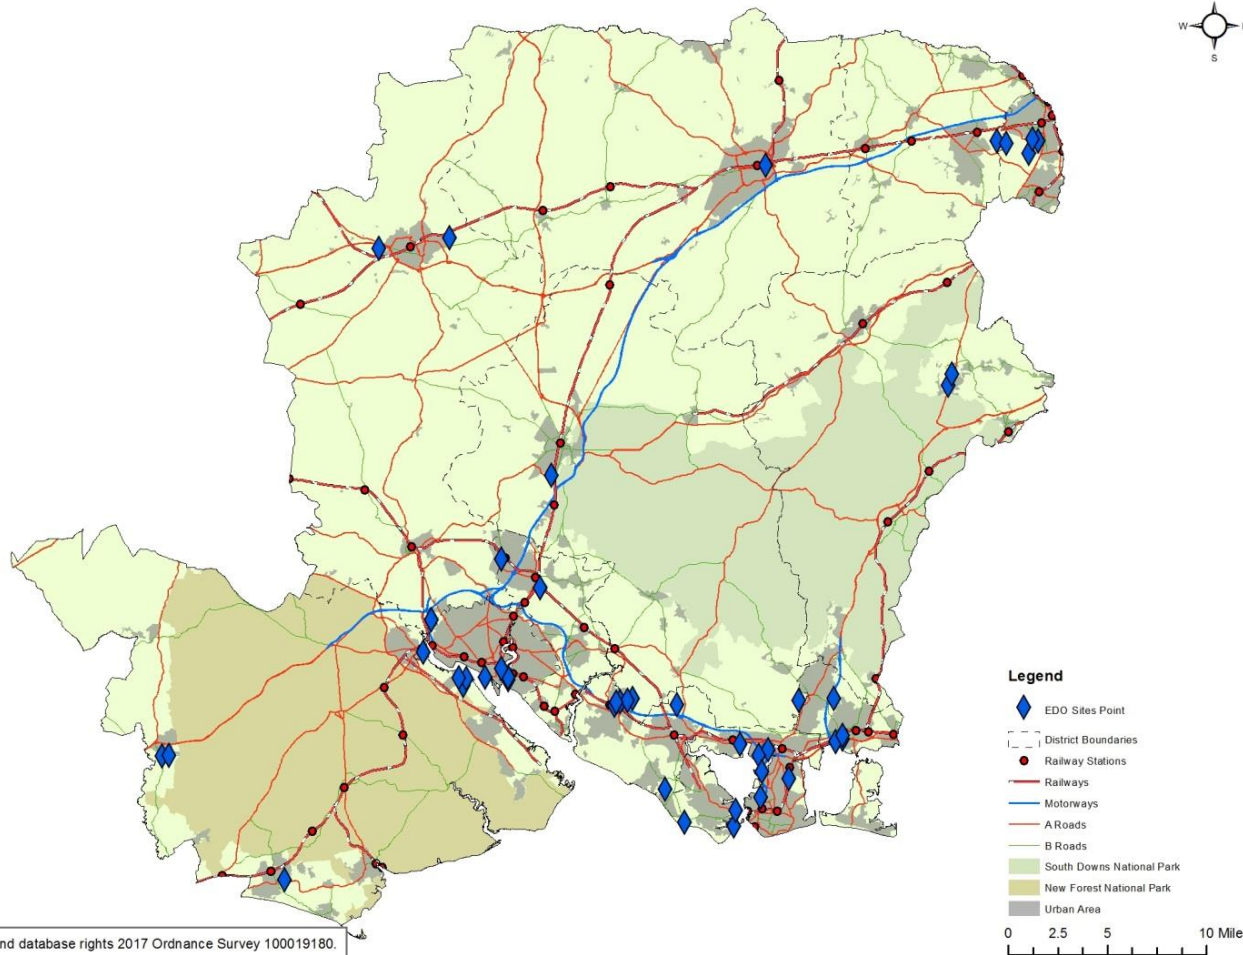 W
S
Legend
EDO Sites Point
District Boundaries
Railway Stations
Railways
Motorways
A Roads
B Roads
South Downs National Park
New Forest National Park
Urban Area
0 2.5 5 10 Mile
nd database rights 2017 Ordnance Survey 100019180.